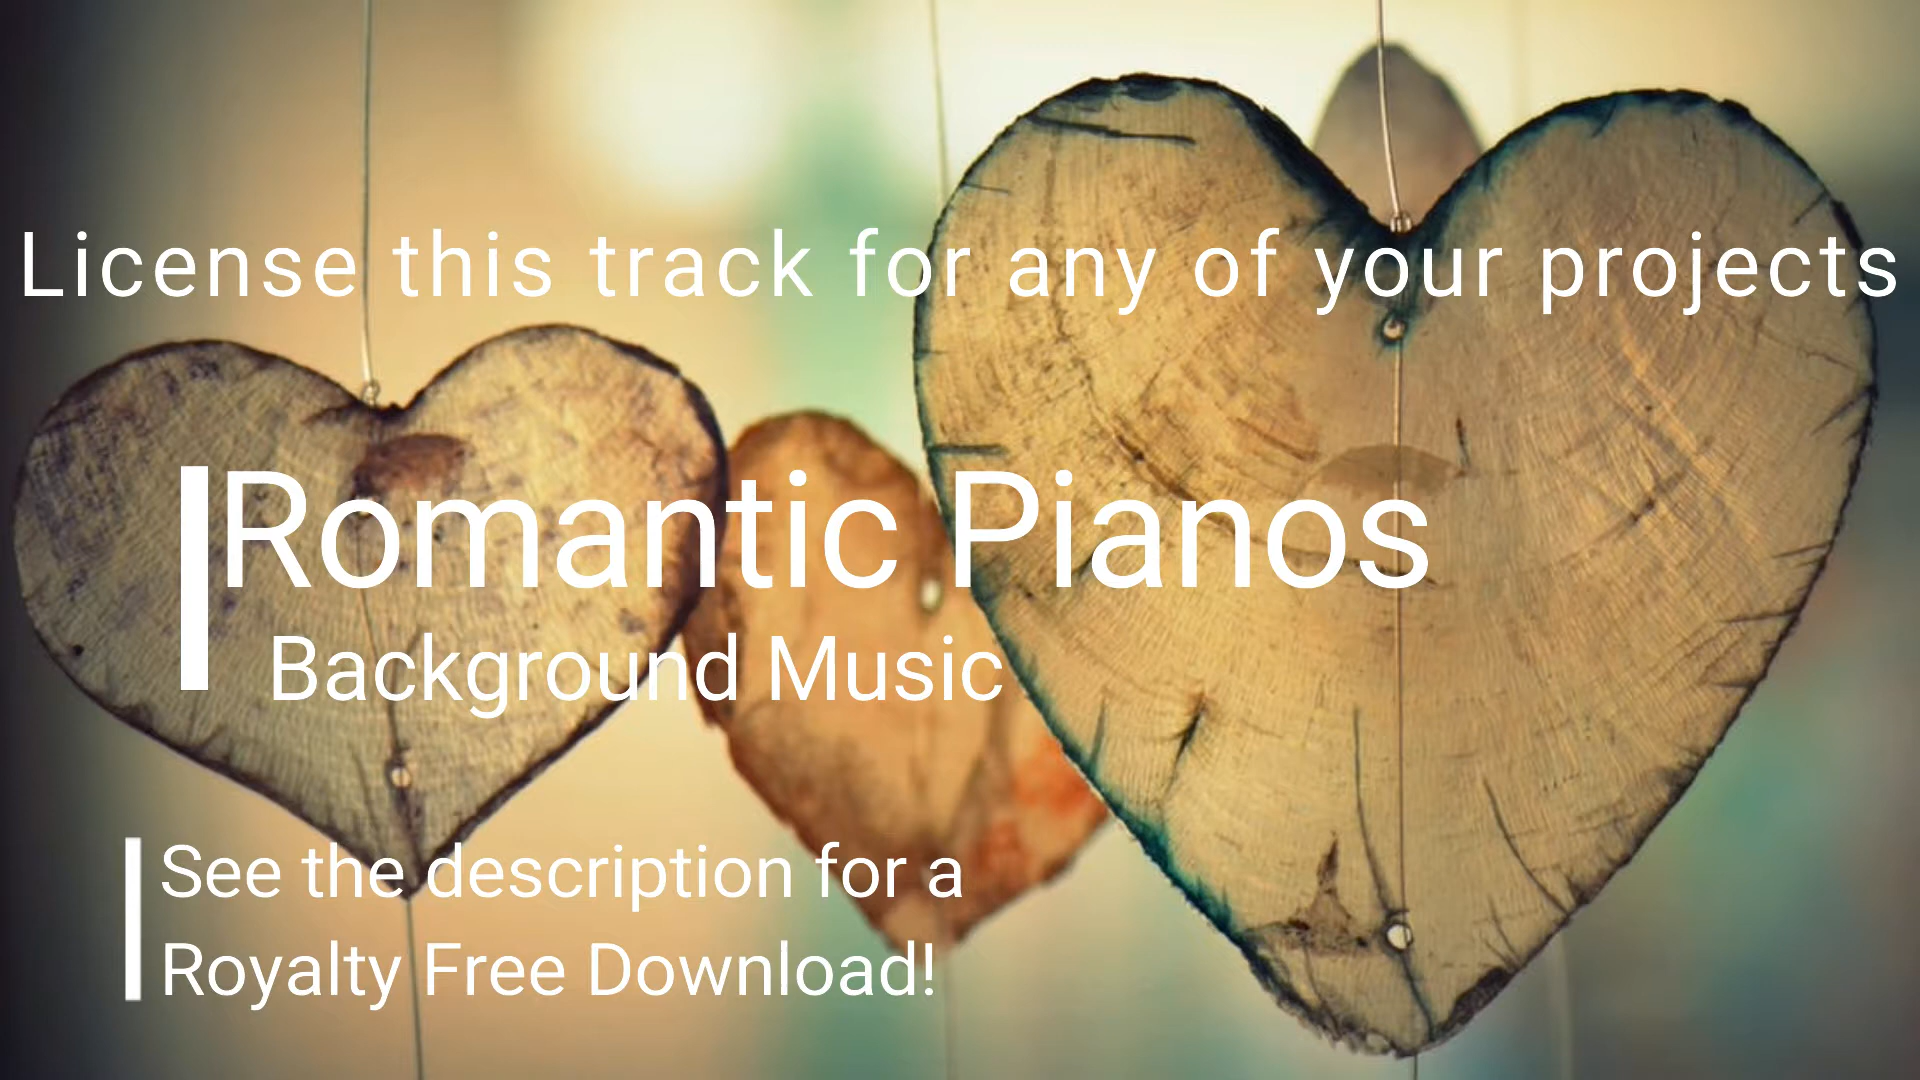 License this track for any of your projects
Romantic Pianos
Background Music
See the description for a
Royalty Free Download!